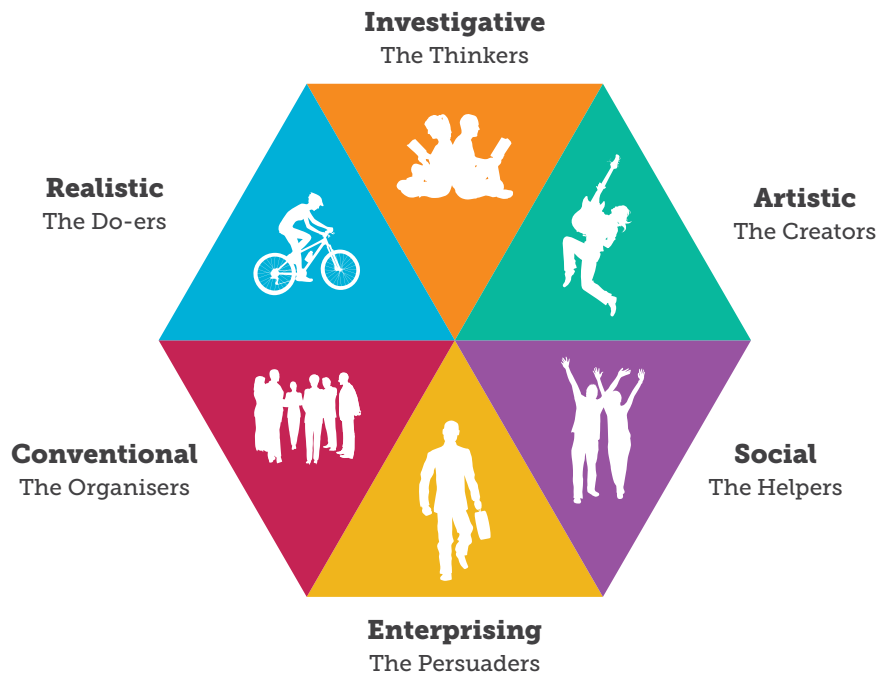 Investigative
The Thinkers
Realistic
The Do-ers
Artistic
The Creators
Conventional
The Organisers
Social
The Helpers
Enterprising
The Persuaders